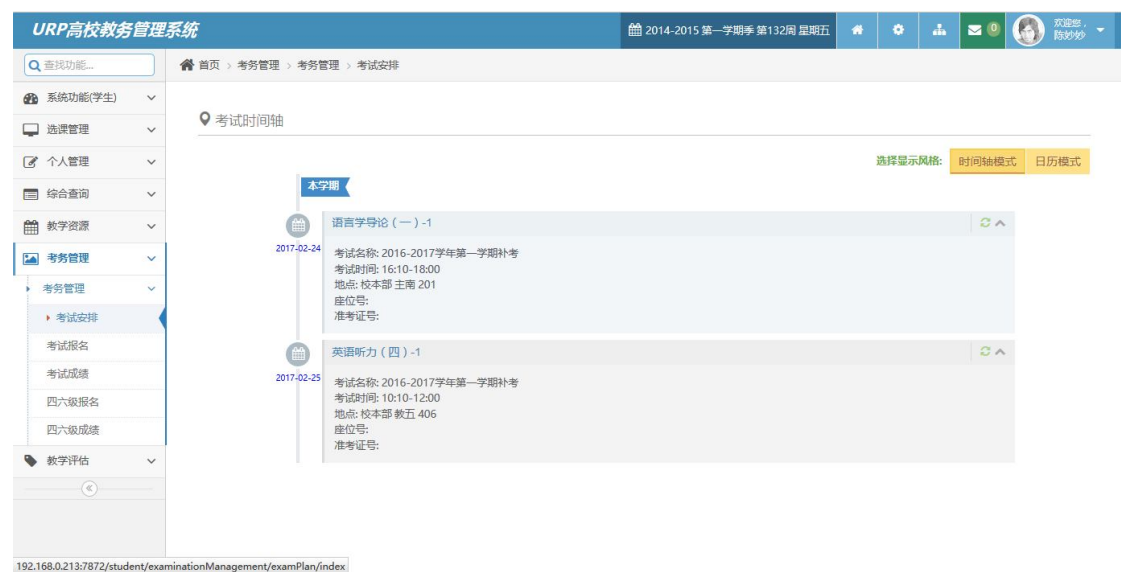 URP高校教务管理系统
2014-2015 第一学期季 第132周 星期五
0
欢迎您，
陈妙妙
查找功能...
首页 > 考务管理 > 考务管理 > 考试安排
系统功能(学生)
选课管理
个人管理
综合查询
教学资源
考务管理
考务管理
考试安排
考试报名
考试成绩
四六级报名
四六级成绩
教学评估
考试时间轴
选择显示风格: 时间轴模式 日历模式
本学期
语言学导论（一）-1
2017-02-24
考试名称: 2016-2017学年第一学期补考
考试时间: 16:10-18:00
地点: 校本部 主南 201
座位号:
准考证号:
英语听力（四）-1
2017-02-25
考试名称: 2016-2017学年第一学期补考
考试时间: 10:10-12:00
地点: 校本部 教五 406
座位号:
准考证号:
192.168.0.213:7872/student/examinationManagement/examPlan/index